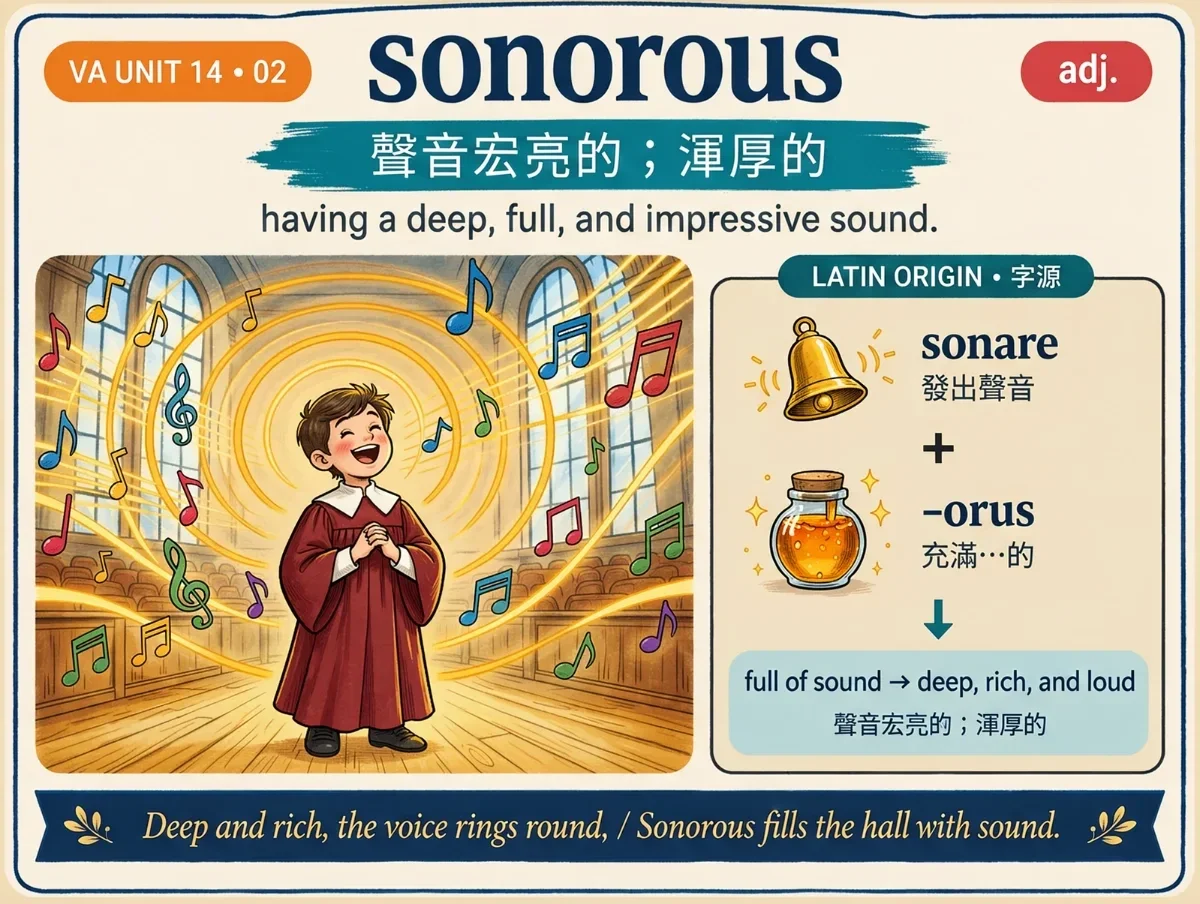 VA UNIT 14 • 02
sonorous
adj.
聲音宏亮的；渾厚的
having a deep, full, and impressive sound.
LATIN ORIGIN • 字源
sonare
發出聲音
+
-orus
充滿⋯的
full of sound → deep, rich, and loud
聲音宏亮的；渾厚的
Deep and rich, the voice rings round, / Sonorous fills the hall with sound.